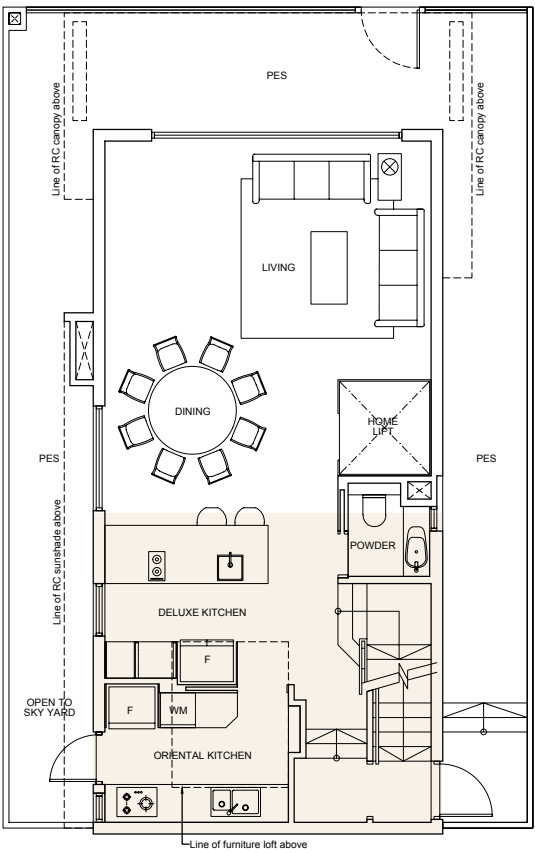 PES
Line of RC canopy above
Line of RC canopy above
LIVING
DINING
HOME
LIFT
PES
PES
Line of RC sunshade above
POWDER
DELUXE KITCHEN
F
OPEN TO
SKY YARD
F
WM
ORIENTAL KITCHEN
Line of furniture loft above